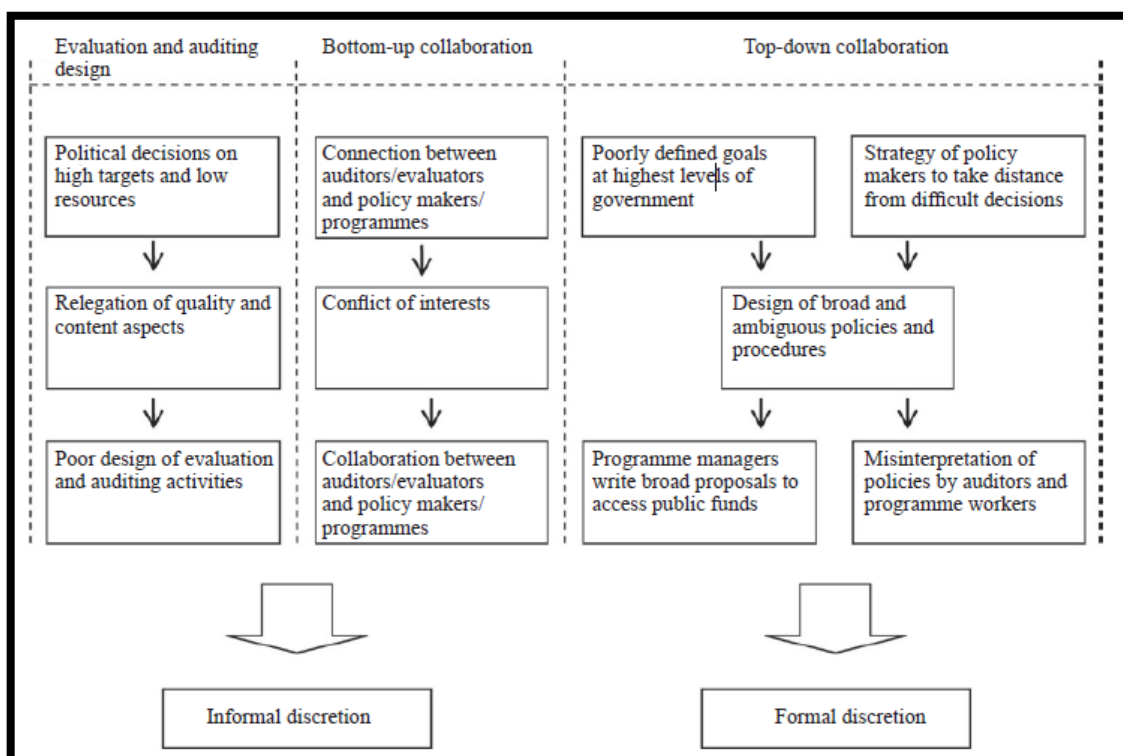 Evaluation and auditing
design
Bottom-up collaboration
Top-down collaboration
Political decisions on
high targets and low
resources
Connection between
auditors/evaluators
and policy makers/
programmes
Poorly defined goals
at highest levels of
government
Strategy of policy
makers to take distance
from difficult decisions
Relegation of quality and
content aspects
Conflict of interests
Design of broad and
ambiguous policies and
procedures
Poor design of evaluation
and auditing activities
Collaboration between
auditors/evaluators
and policy makers/
programmes
Programme managers
write broad proposals to
access public funds
Misinterpretation of
policies by auditors and
programme workers
Informal discretion
Formal discretion